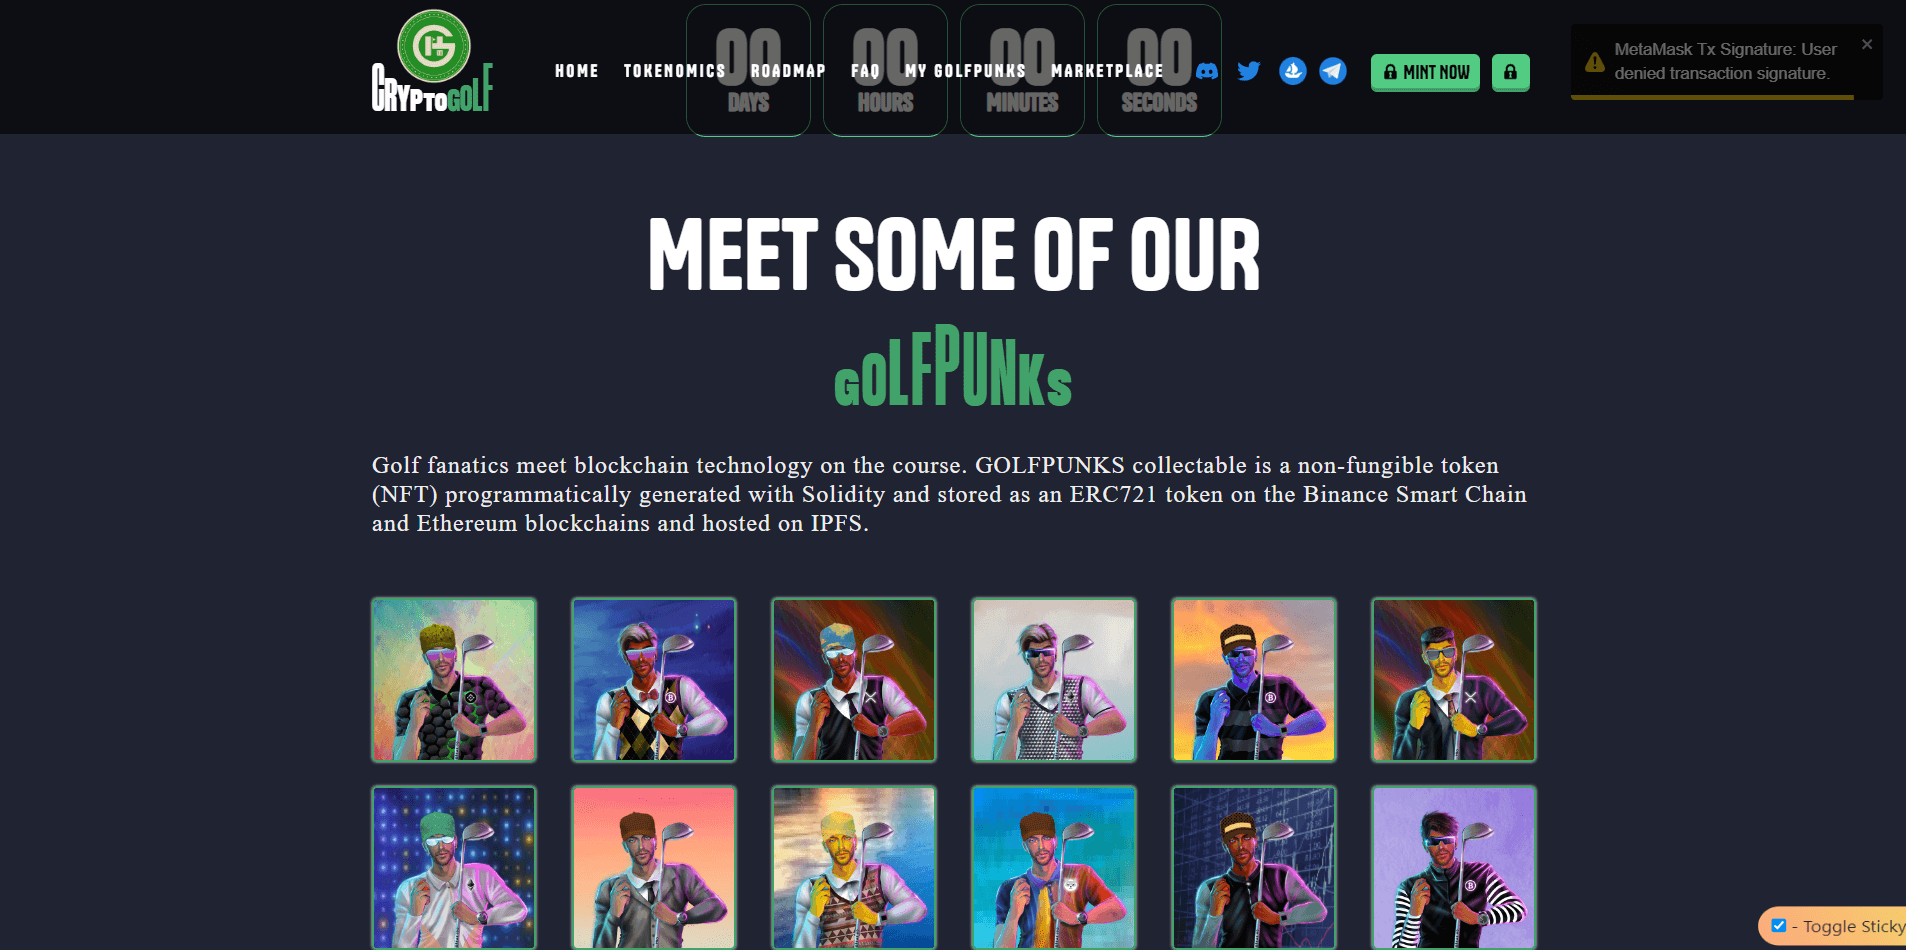 CRYPTOGOLF
HOME TOKENOMICS ROADMAP FAQ MY GOLFPUNKS MARKETPLACE
00 00 00 00
DAYS HOURS MINUTES SECONDS
MINT NOW
MetaMask Tx Signature: User
denied transaction signature.
MEET SOME OF OUR
GOLFPUNKS
Golf fanatics meet blockchain technology on the course. GOLFPUNKS collectable is a non-fungible token
(NFT) programmatically generated with Solidity and stored as an ERC721 token on the Binance Smart Chain
and Ethereum blockchains and hosted on IPFS.
- Toggle Sticky